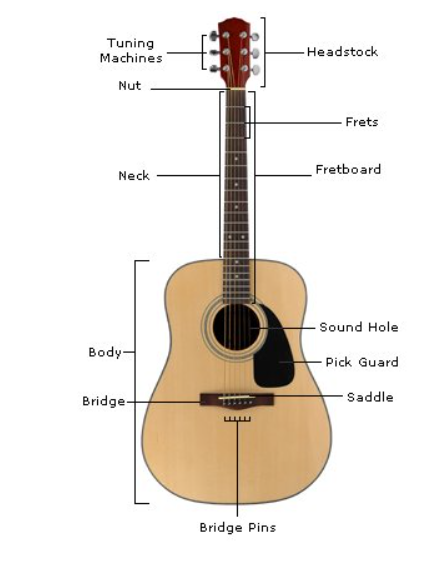 Tuning
Machines
Headstock
Nut
Frets
Neck
Fretboard
Sound Hole
Body
Pick Guard
Bridge
Saddle
Bridge Pins